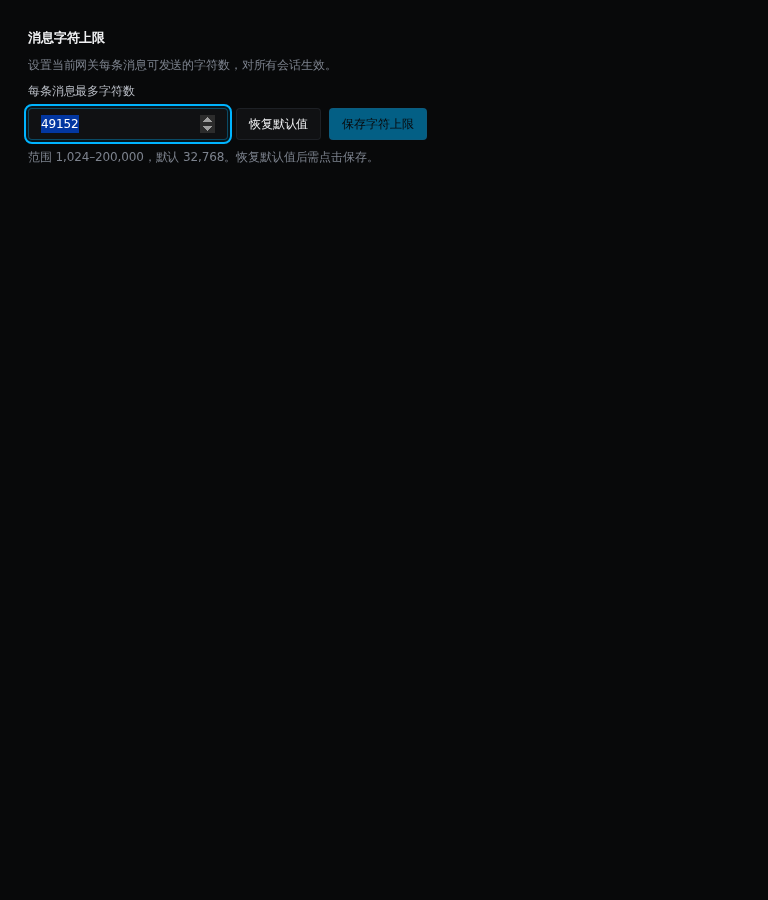 消息字符上限
设置当前网关每条消息可发送的字符数，对所有会话生效。
每条消息最多字符数
49152 恢复默认值 保存字符上限
范围 1,024–200,000，默认 32,768。恢复默认值后需点击保存。